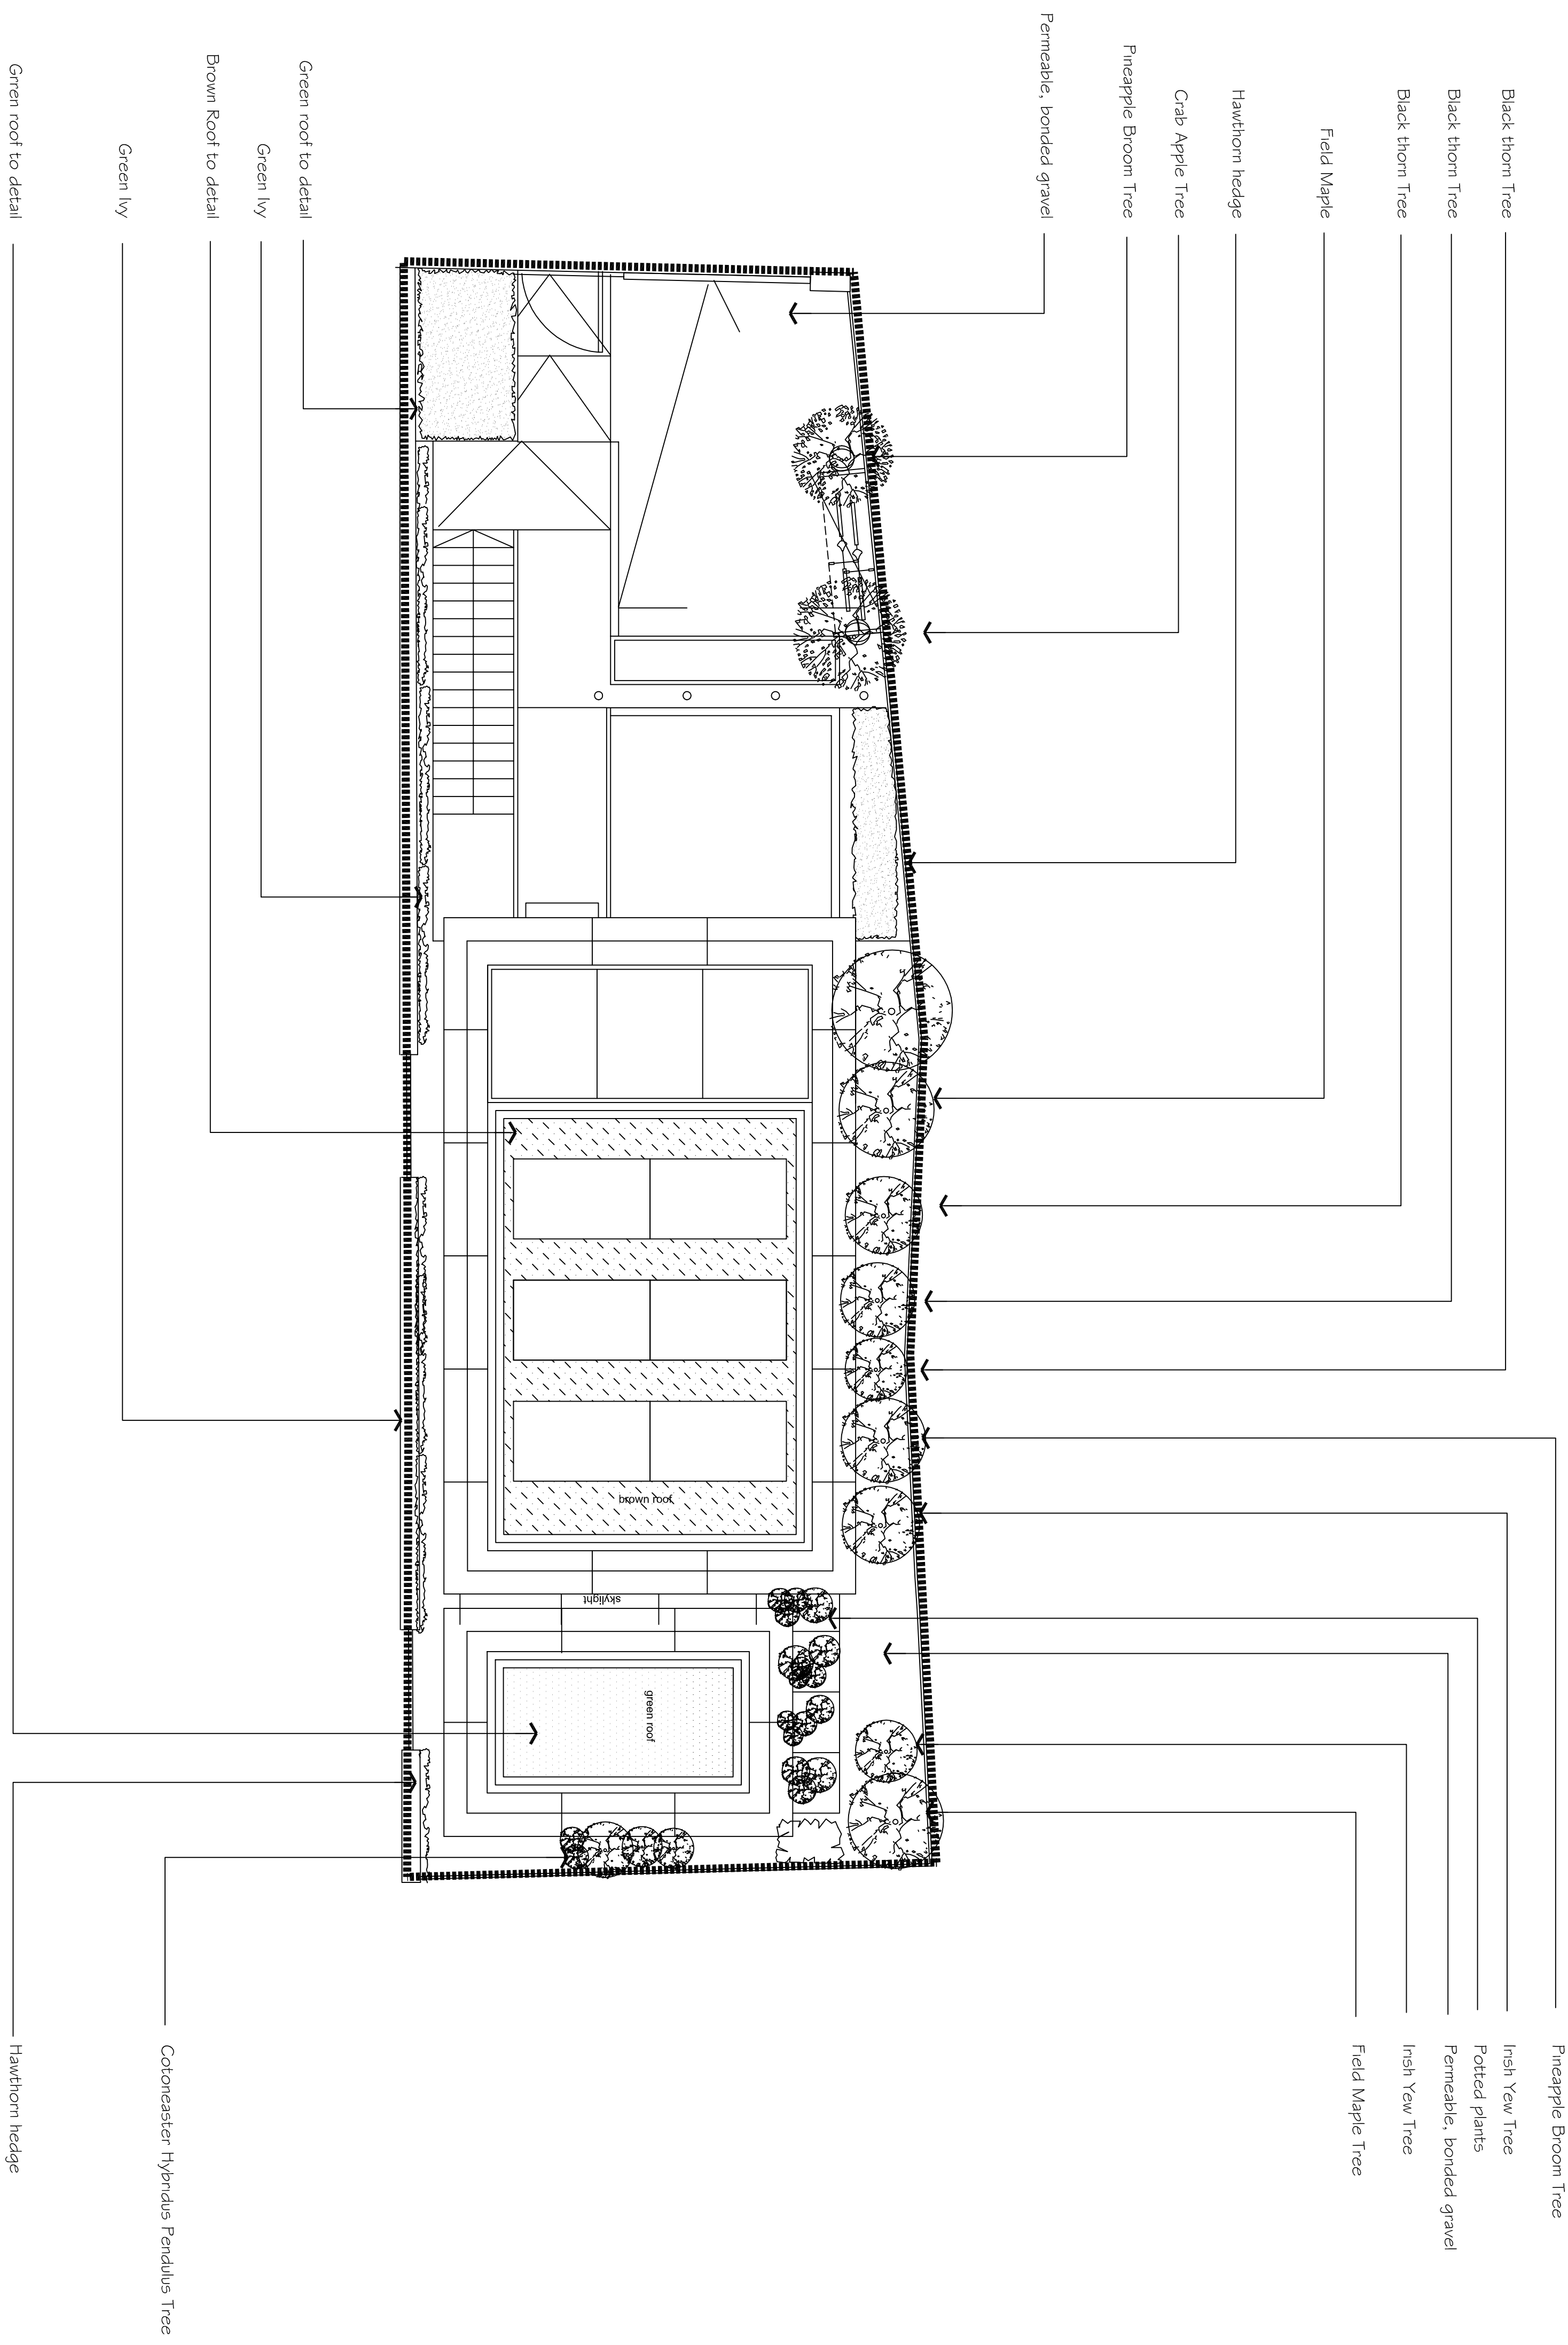 Black thorn Tree
Black thorn Tree
Black thorn Tree
Field Maple
Hawthorn hedge
Crab Apple Tree
Pineapple Broom Tree
Permeable, bonded gravel
Green roof to detail
Green Ivy
Brown Roof to detail
Green Ivy
Grren roof to detail
brown roof
skylight
green roof
Pineapple Broom Tree
Irish Yew Tree
Potted plants
Permeable, bonded gravel
Irish Yew Tree
Field Maple Tree
Cotoneaster Hybridus Pendulus Tree
Hawthorn hedge